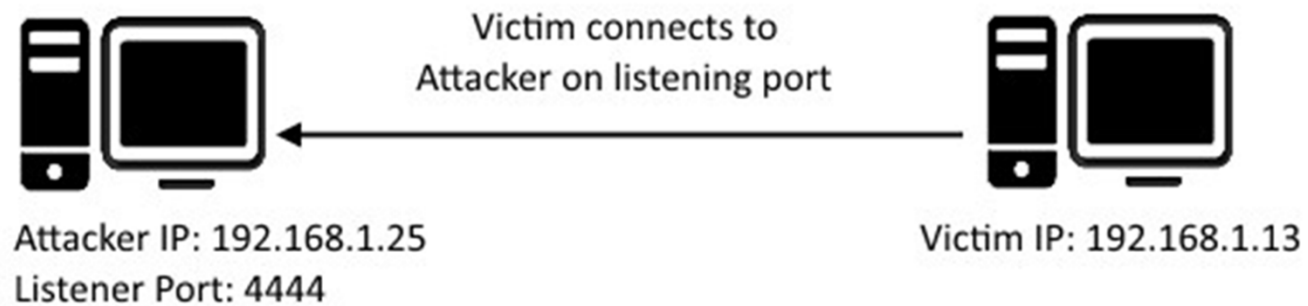 Victim connects to
Attacker on listening port
Attacker IP: 192.168.1.25
Listener Port: 4444
Victim IP: 192.168.1.13